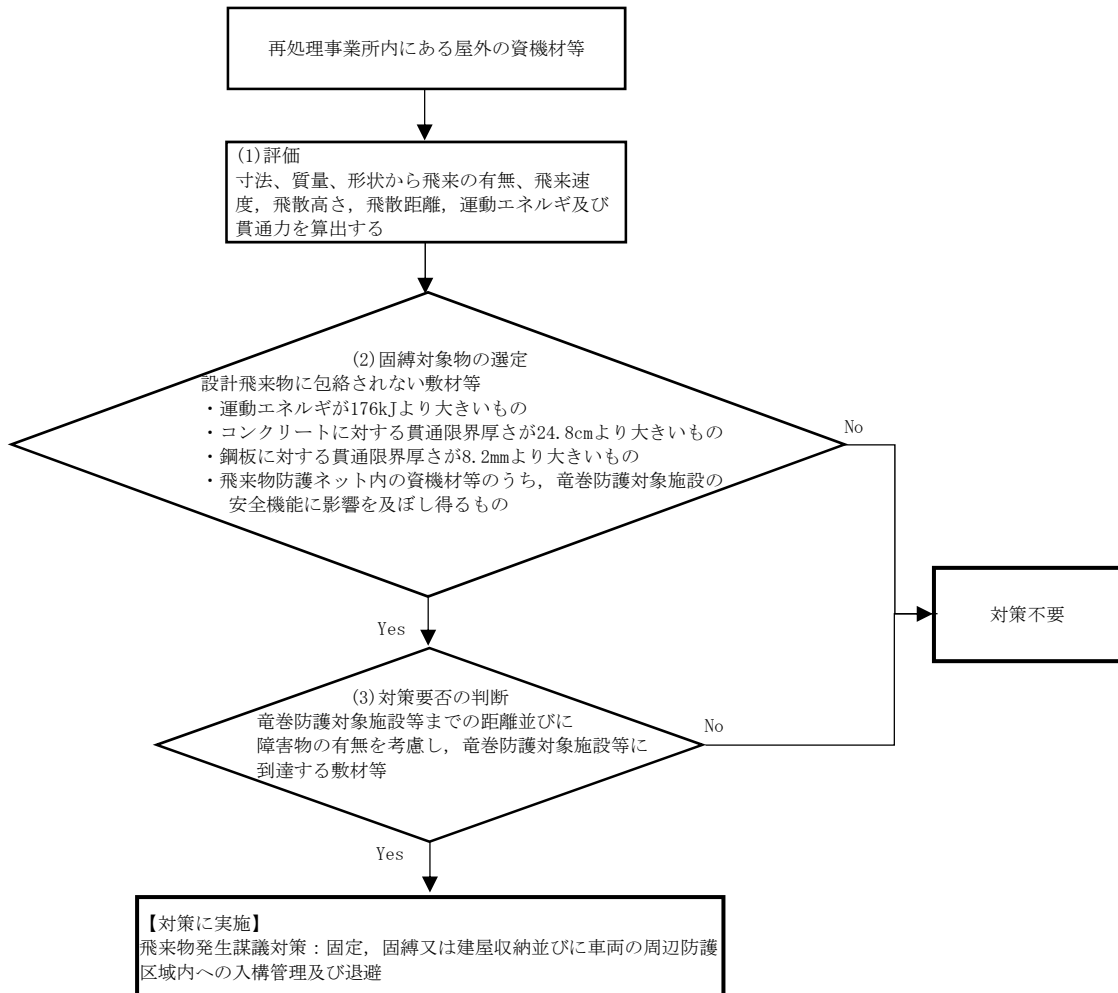 再処理事業所内にある屋外の資機材等
(1)評価
寸法、質量、形状から飛来の有無、飛来速
度，飛散高さ，飛散距離，運動エネルギ及び
貫通力を算出する
(2)固縛対象物の選定
設計飛来物に包絡されない敷材等
・運動エネルギが176kJより大きいもの
・コンクリートに対する貫通限界厚さが24.8cmより大きいもの
・鋼板に対する貫通限界厚さが8.2mmより大きいもの
・飛来物防護ネット内の資機材等のうち，竜巻防護対象施設の
安全機能に影響を及ぼし得るもの
No
対策不要
Yes
(3)対策要否の判断
竜巻防護対象施設等までの距離並びに
障害物の有無を考慮し，竜巻防護対象施設等に
到達する敷材等
No
Yes
【対策に実施】
飛来物発生謀議対策：固定，固縛又は建屋収納並びに車両の周辺防護
区域内への入構管理及び退避